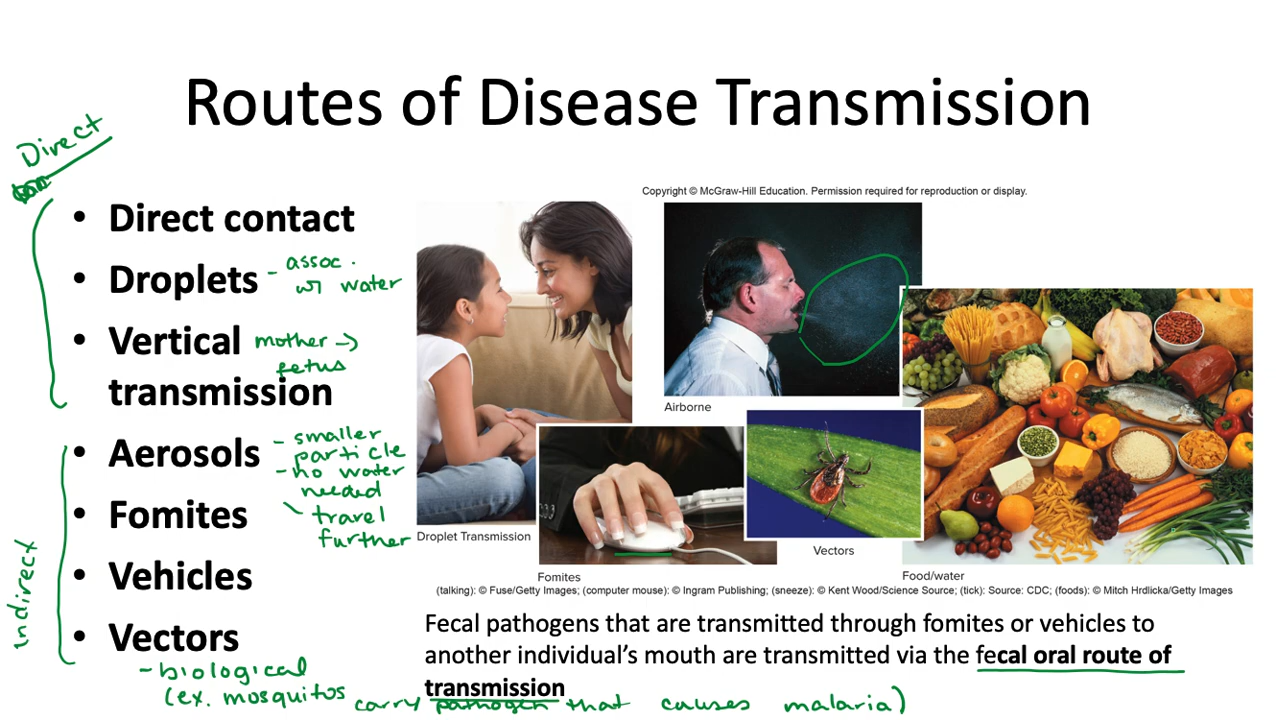 Routes of Disease Transmission
Direct
Copyright © McGraw-Hill Education. Permission required for reproduction or display.
• Direct contact
• Droplets - assoc.
w/ water
• Vertical mother →
fetus
transmission
• Aerosols - smaller
particle
- no water
needed
• Fomites
travel
further
• Vehicles
• Vectors
- biological
(ex. mosquitos carry pathogen that causes malaria)
indirect
Droplet Transmission
Airborne
Fomites
Vectors
Food/water
(talking): © Fuse/Getty Images; (computer mouse): © Ingram Publishing; (sneeze): © Kent Wood/Science Source; (tick): Source: CDC; (foods): © Mitch Hrdlicka/Getty Images
Fecal pathogens that are transmitted through fomites or vehicles to
another individual’s mouth are transmitted via the fecal oral route of
transmission